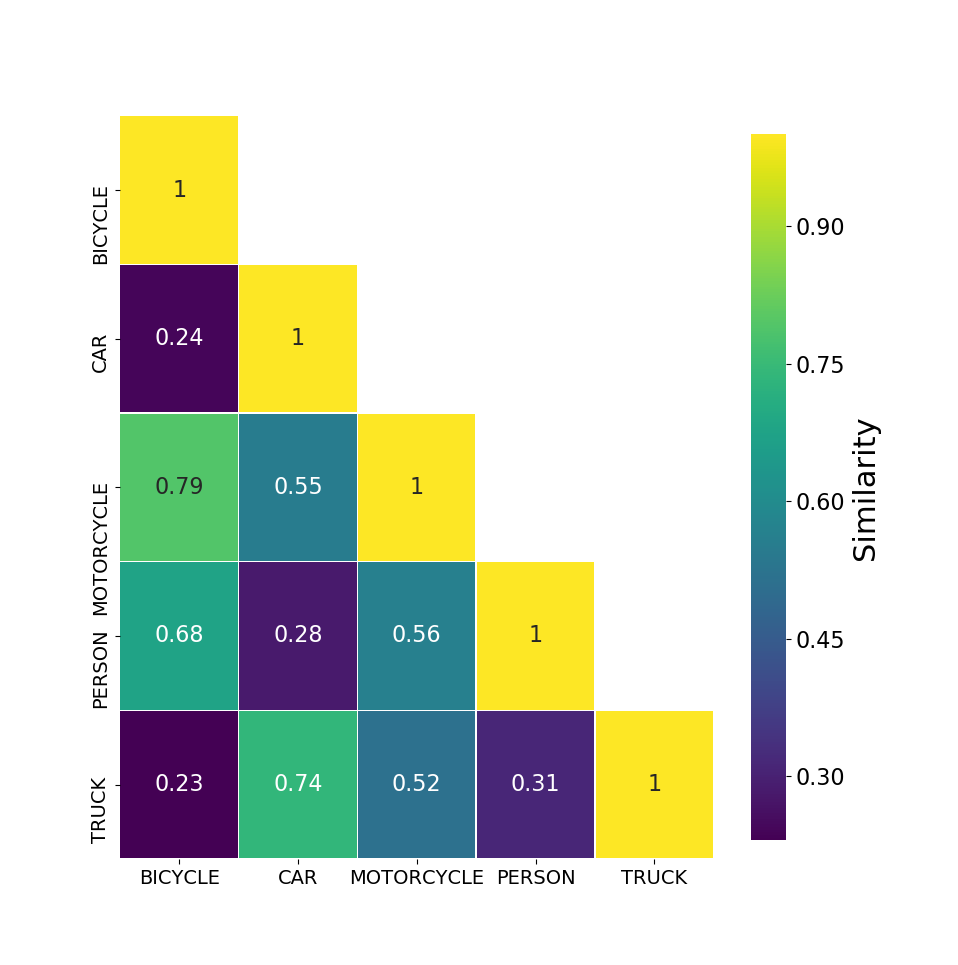 BICYCLE
1
CAR
0.24 1
MOTORCYCLE
0.79 0.55 1
PERSON
0.68 0.28 0.56 1
TRUCK
0.23 0.74 0.52 0.31 1
BICYCLE CAR MOTORCYCLE PERSON TRUCK
0.90
0.75
0.60
0.45
0.30
Similarity